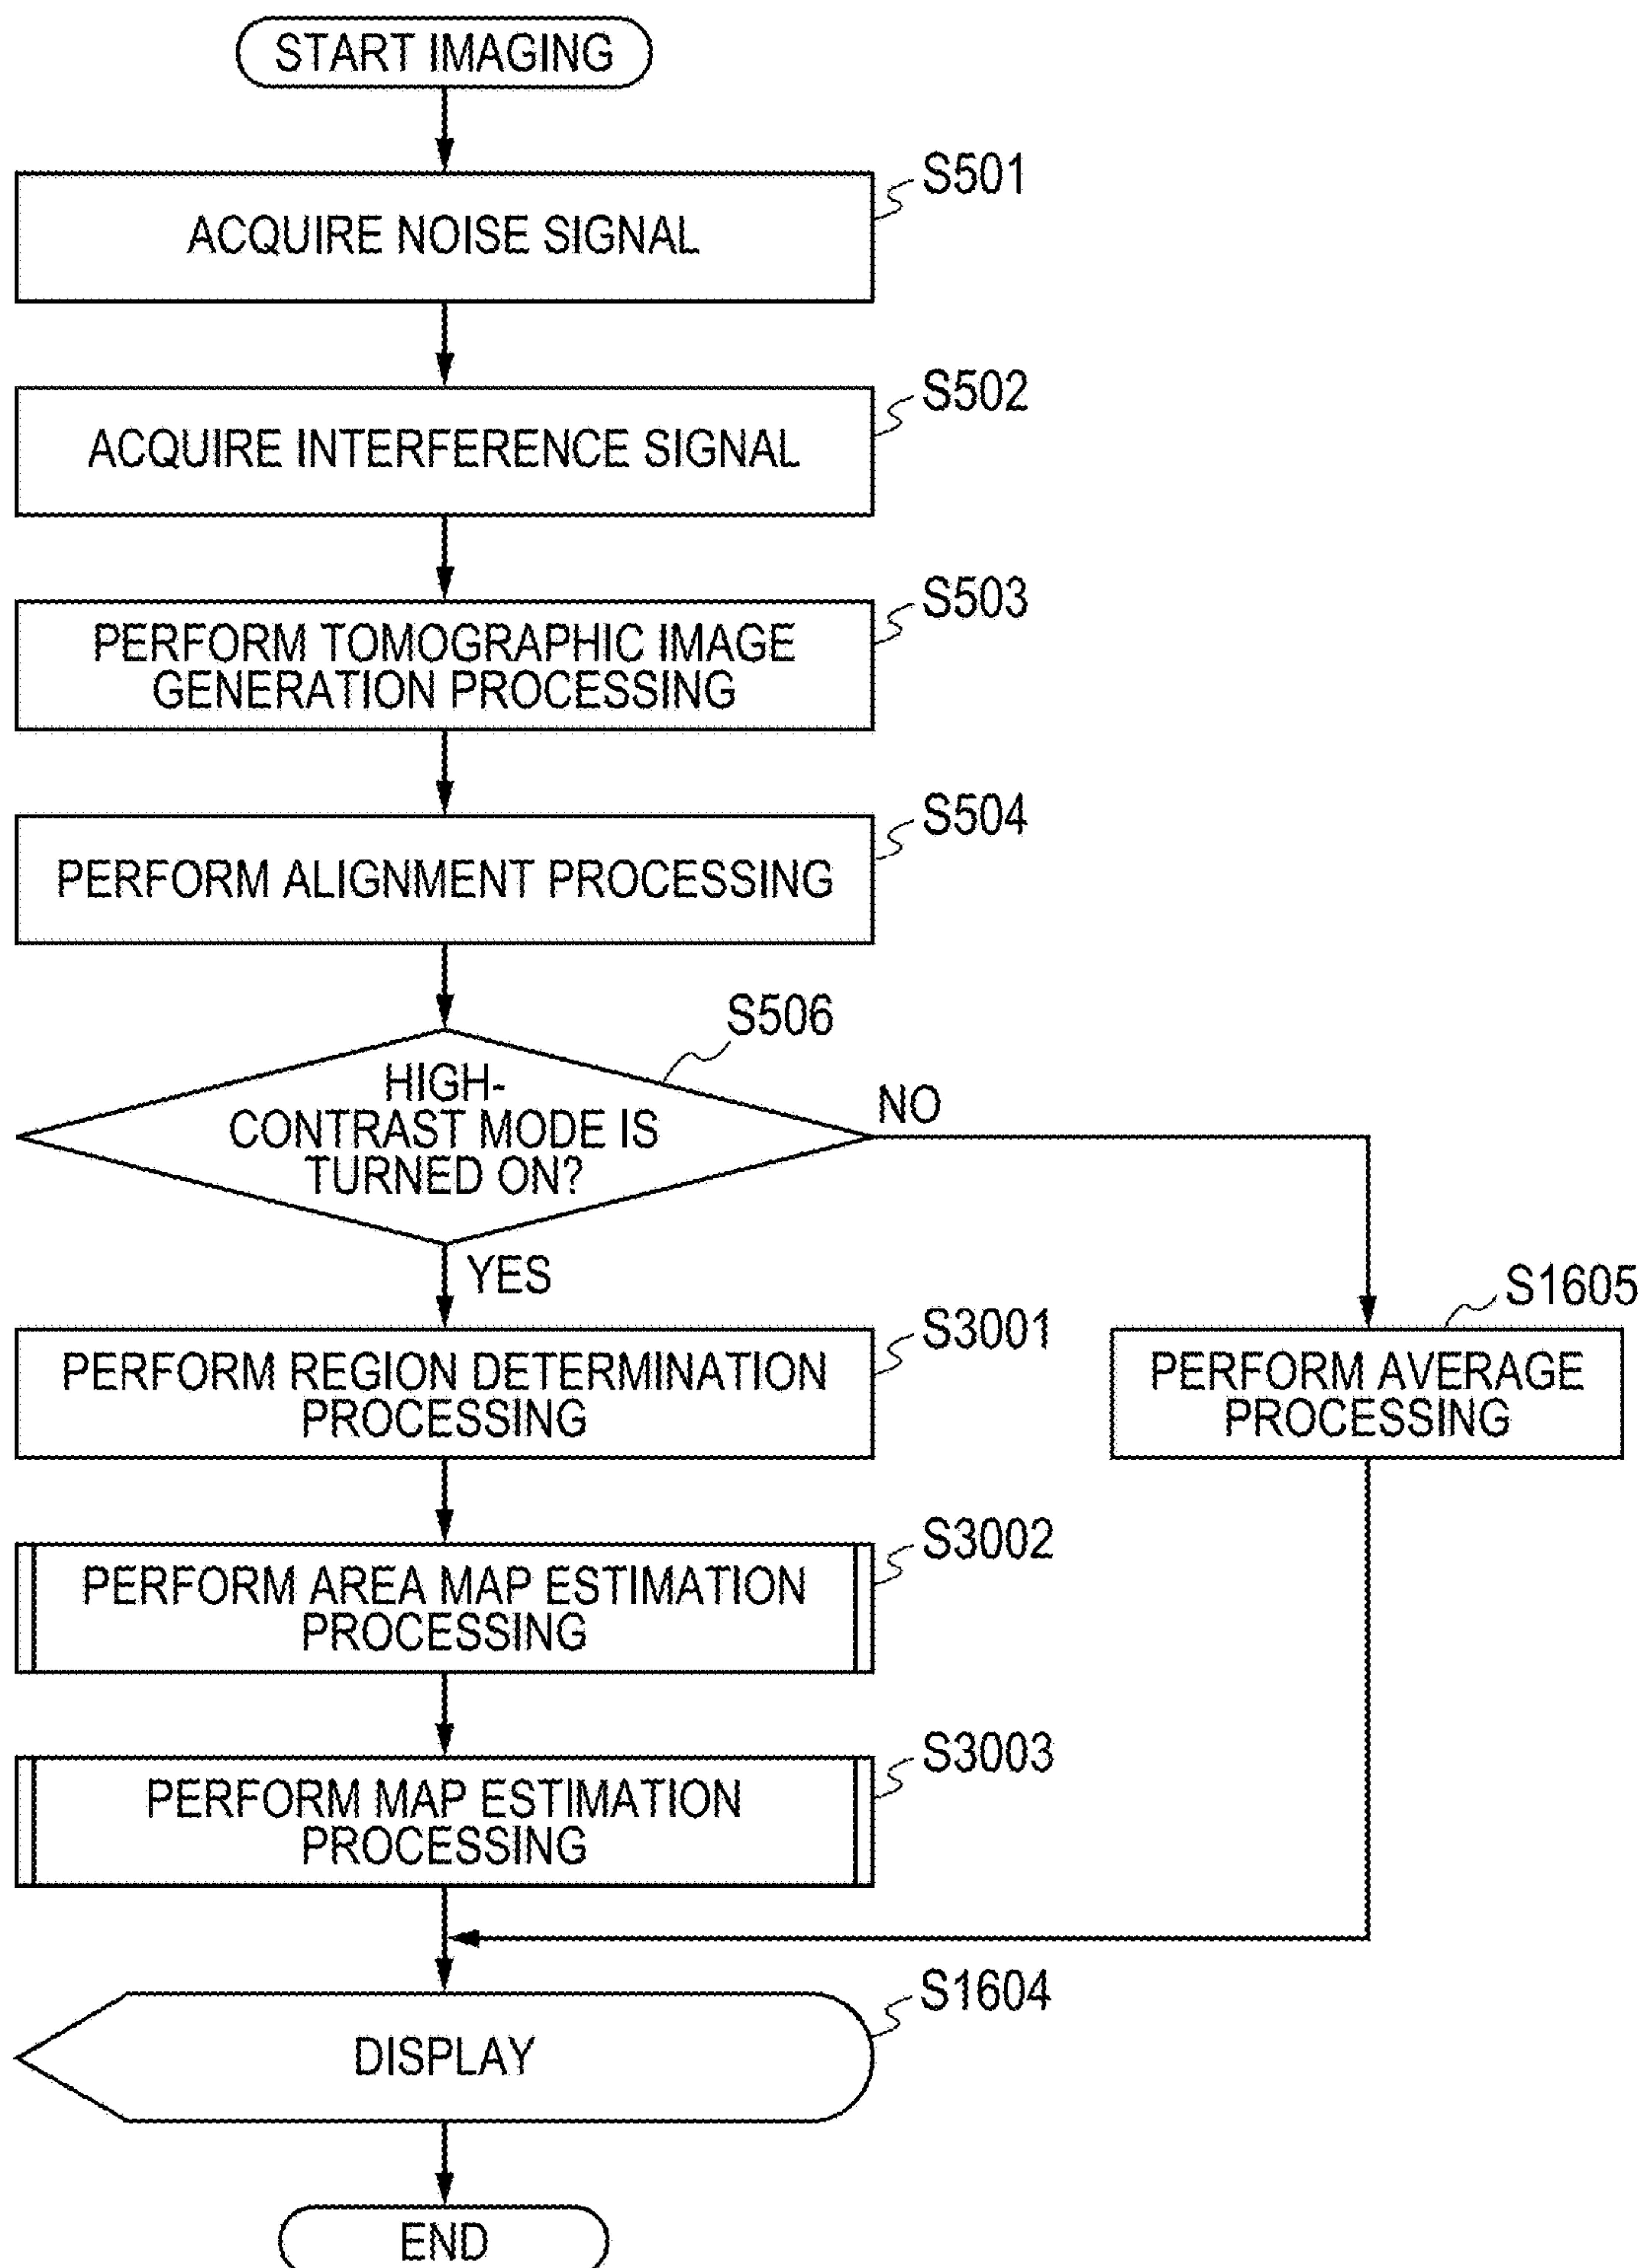 START IMAGING
S501
ACQUIRE NOISE SIGNAL
S502
ACQUIRE INTERFERENCE SIGNAL
S503
PERFORM TOMOGRAPHIC IMAGE
GENERATION PROCESSING
S504
PERFORM ALIGNMENT PROCESSING
S506
HIGH-
CONTRAST MODE IS
TURNED ON?
NO
YES
S3001
PERFORM REGION DETERMINATION
PROCESSING
S1605
PERFORM AVERAGE
PROCESSING
S3002
PERFORM AREA MAP ESTIMATION
PROCESSING
S3003
PERFORM MAP ESTIMATION
PROCESSING
S1604
DISPLAY
END